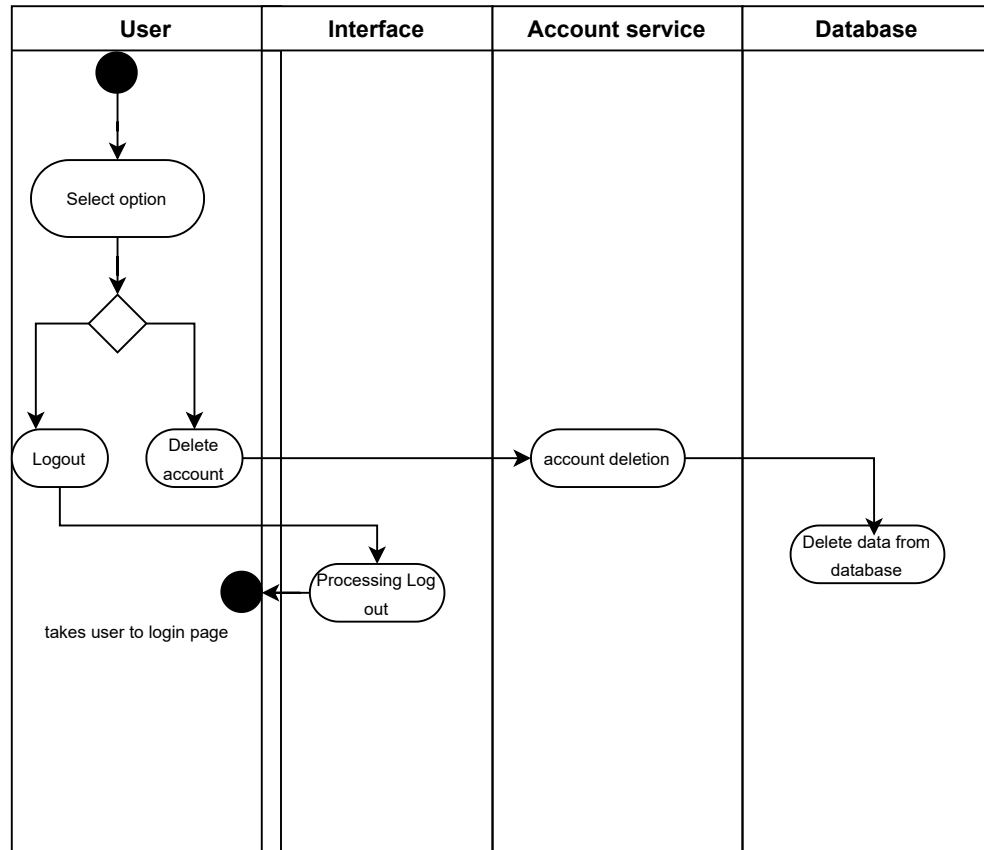 User
Interface
Account service
Database
Select option
Logout
Delete
account
account deletion
Delete data from
database
Processing Log
out
takes user to login page